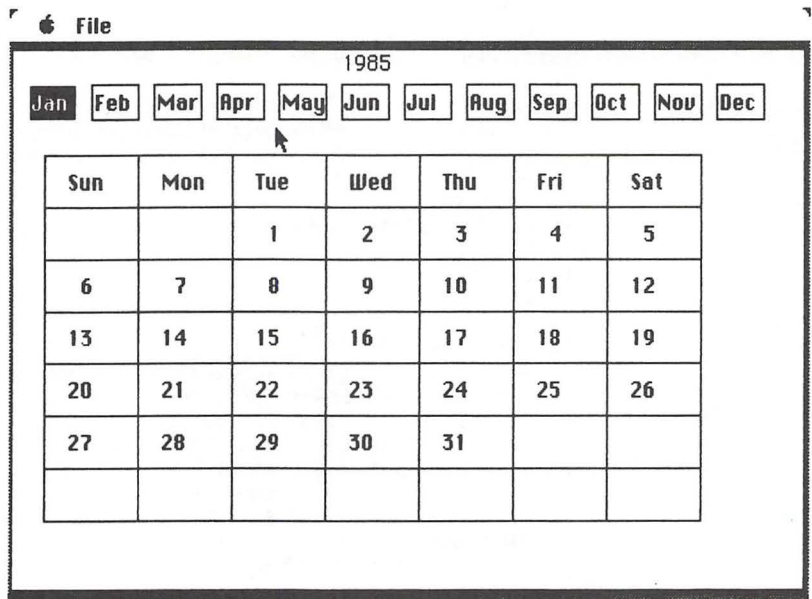 File
1985
Jan Feb Mar Apr May Jun Jul Aug Sep Oct Nov Dec
Sun Mon Tue Wed Thu Fri Sat
1 2 3 4 5
6 7 8 9 10 11 12
13 14 15 16 17 18 19
20 21 22 23 24 25 26
27 28 29 30 31